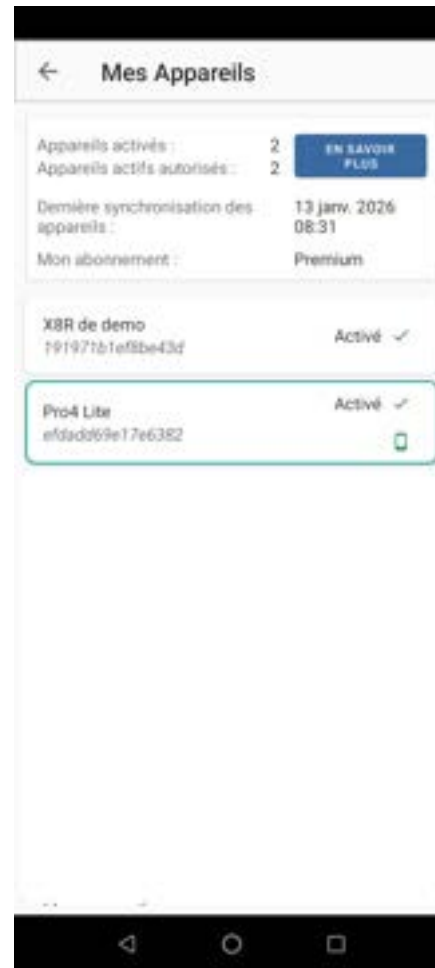 Mes Appareils
Appareils activés : 2
Appareils actifs autorisés : 2
EN SAVOIR
PLUS
Dernière synchronisation des
appareils :
13 janv. 2026
08:31
Mon abonnement : Premium
X8R de demo
191971b1ef8be43d
Activé
Pro4 Lite
efdadd69e17e6382
Activé